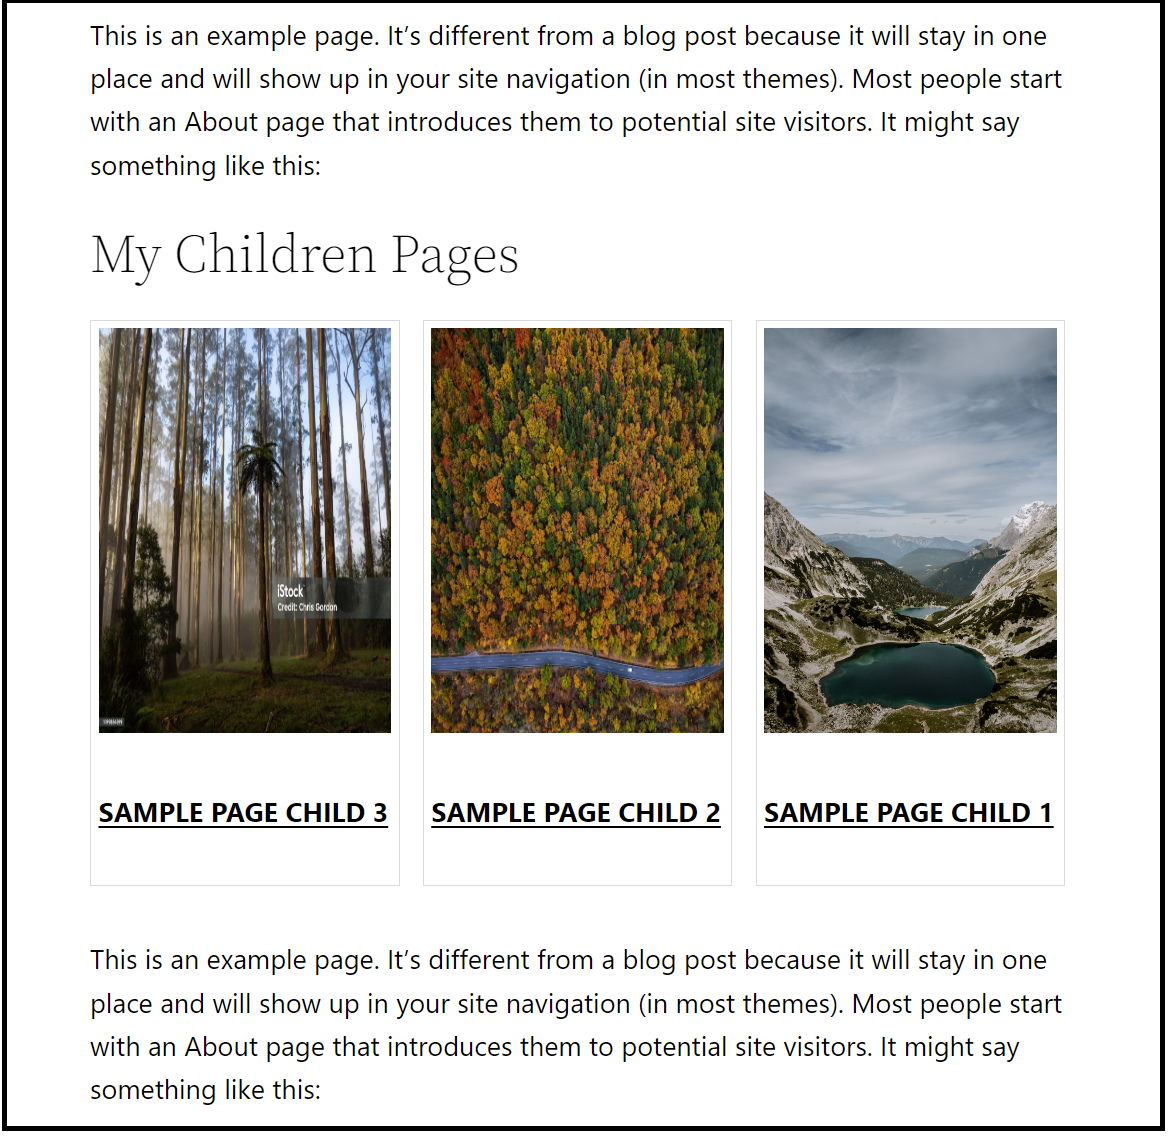 This is an example page. It’s different from a blog post because it will stay in one
place and will show up in your site navigation (in most themes). Most people start
with an About page that introduces them to potential site visitors. It might say
something like this:
My Children Pages
iStock
Credit: Chris Gordon
SAMPLE PAGE CHILD 3
SAMPLE PAGE CHILD 2
SAMPLE PAGE CHILD 1
This is an example page. It’s different from a blog post because it will stay in one
place and will show up in your site navigation (in most themes). Most people start
with an About page that introduces them to potential site visitors. It might say
something like this: